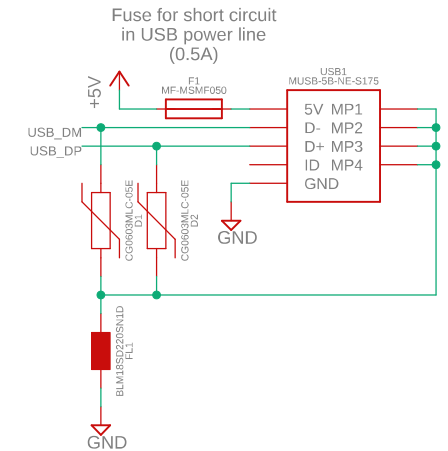 Fuse for short circuit
in USB power line
(0.5A)
+5V
F1
MF-MSMF050
USB1
MUSB-5B-NE-S175
5V MP1
D- MP2
D+ MP3
ID MP4
GND
USB_DM
USB_DP
CG0603MLC-05E
D1
CG0603MLC-05E
D2
GND
BLM18SD220SN1D
FL1
GND